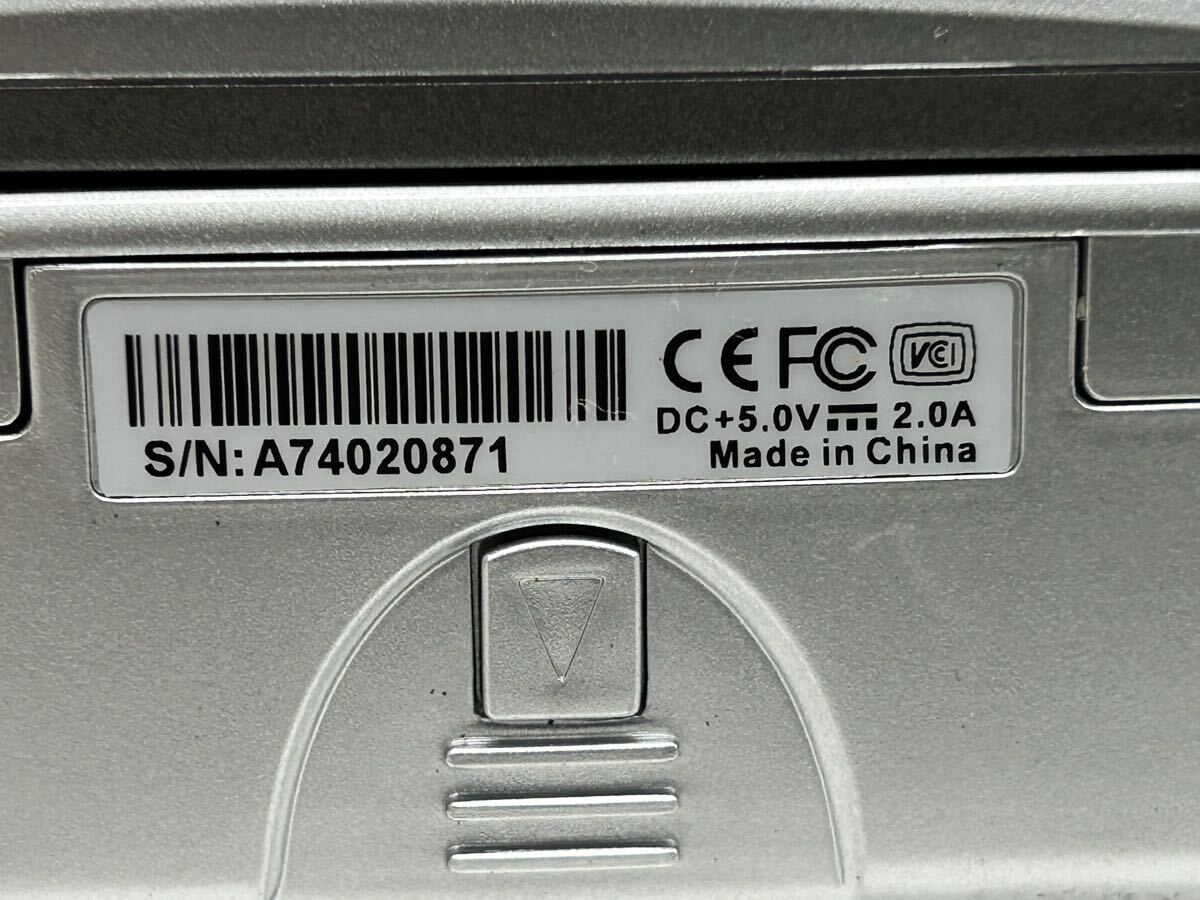 CE FC VCI
DC+5.0V 2.0A
S/N: A74020871
Made in China